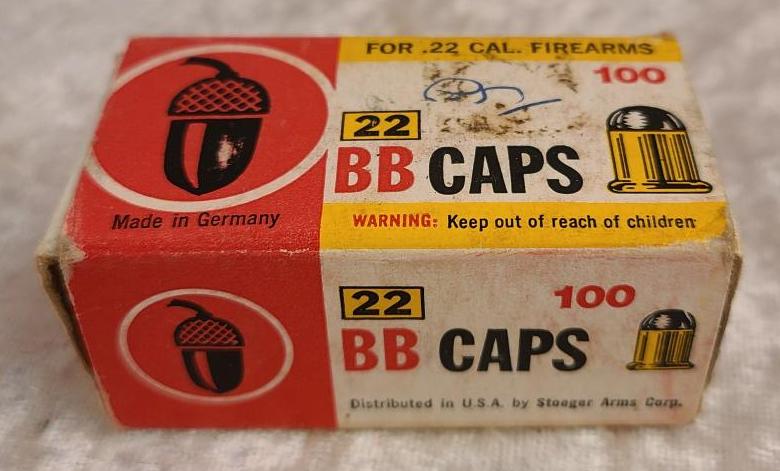 FOR .22 CAL. FIREARMS
100
22
BB CAPS
Made in Germany
WARNING: Keep out of reach of children
22
100
BB CAPS
Distributed in U.S.A. by Stoeger Arms Corp.